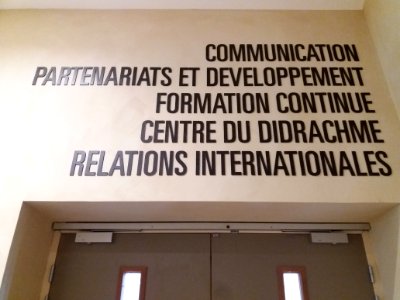 COMMUNICATION
PARTENARIATS ET DEVELOPPEMENT
FORMATION CONTINUE
CENTRE DU DIDRACHME
RELATIONS INTERNATIONALES